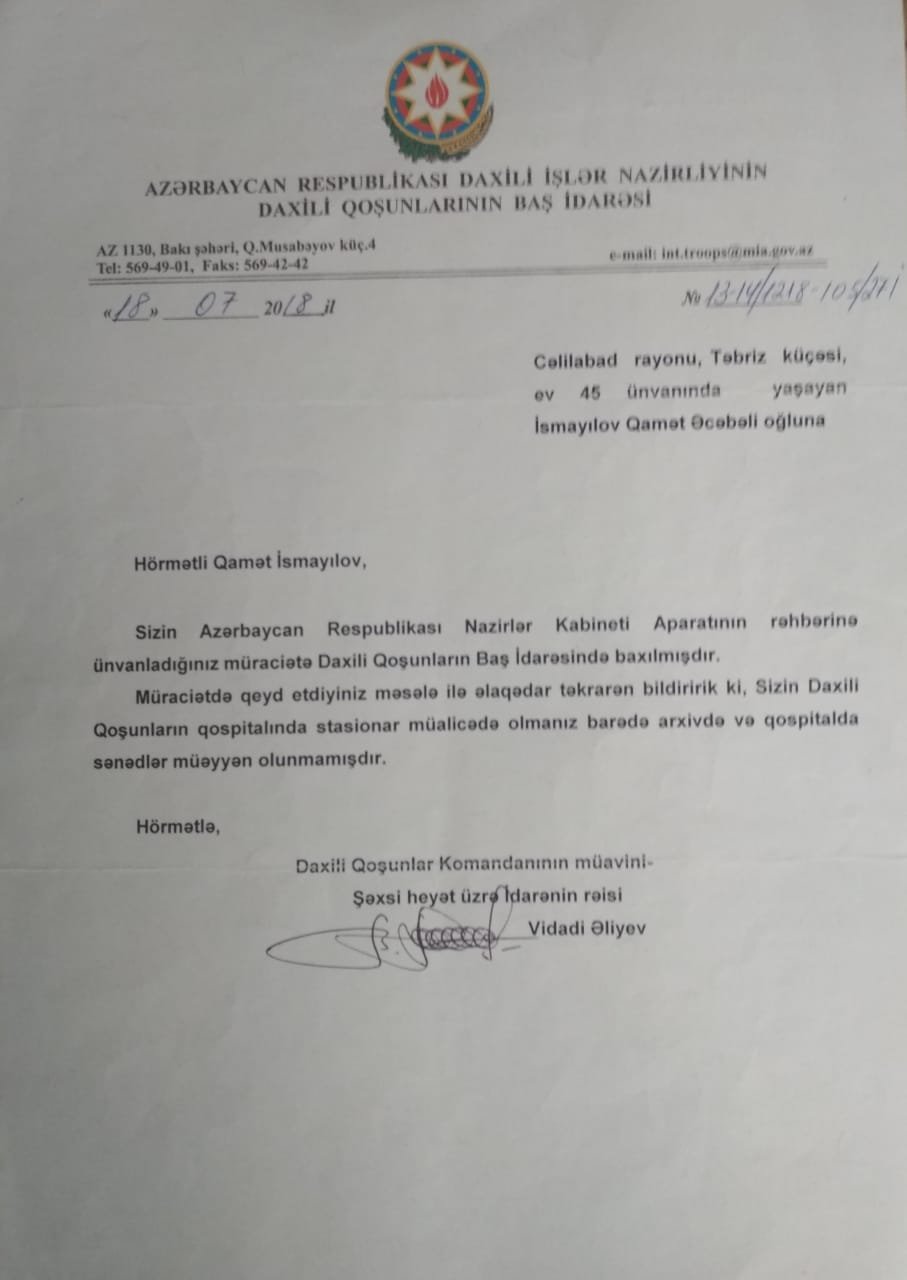 AZƏRBAYCAN RESPUBLİKASI DAXİLİ İŞLƏR NAZİRLİYİNİN
DAXİLİ QOŞUNLARININ BAŞ İDARƏSİ
AZ 1130, Bakı şəhəri, Q.Musabəyov küç.4
e-mail: int.troops@mia.gov.az
Tel: 569-49-01, Faks: 569-42-42
«18» 07 2018 il
№ 13-14/1218-105/271
Cəlilabad rayonu, Təbriz küçəsi,
ev 45 ünvanında yaşayan
İsmayılov Qamət Əcəbəli oğluna
Hörmətli Qamət İsmayılov,
Sizin Azərbaycan Respublikası Nazirlər Kabineti Aparatının rəhbərinə
ünvanladığınız müraciətə Daxili Qoşunların Baş İdarəsində baxılmışdır.
Müraciətdə qeyd etdiyiniz məsələ ilə əlaqədar təkrarən bildiririk ki, Sizin Daxili
Qoşunların qospitalında stasionar müalicədə olmanız barədə arxivdə və qospitalda
sənədlər müəyyən olunmamışdır.
Hörmətlə,
Daxili Qoşunlar Komandanının müavini-
Şəxsi heyət üzrə İdarənin rəisi
Vidadi Əliyev